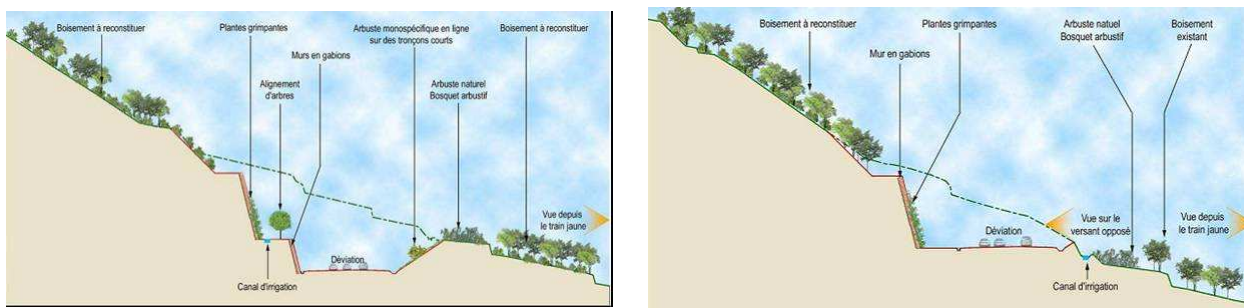 Boisement à reconstituer
Plantes grimpantes
Arbuste monospécifique en ligne
sur des tronçons courts
Boisement à reconstituer
Murs en gabions
Alignement
d'arbres
Arbuste naturel
Bosquet arbustif
Vue depuis
le train jaune
Déviation
Canal d'irrigation
Boisement à reconstituer
Plantes grimpantes
Arbuste natuel
Bosquet arbustif
Boisement
existant
Mur en gabions
Vue sur le
versant opposé
Vue depuis
le train jaune
Déviation
Canal d'irrigation